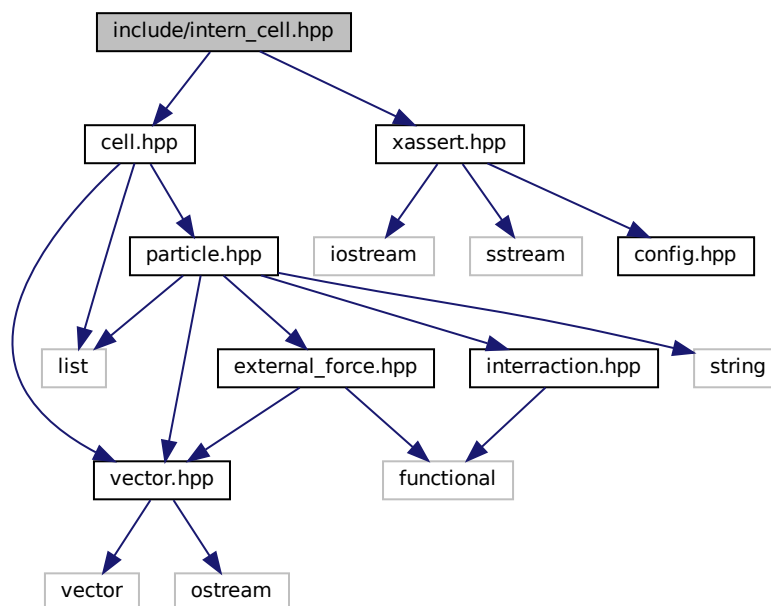 include/intern_cell.hpp
cell.hpp
xassert.hpp
particle.hpp
iostream
sstream
config.hpp
list
external_force.hpp
interraction.hpp
string
vector.hpp
functional
vector
ostream